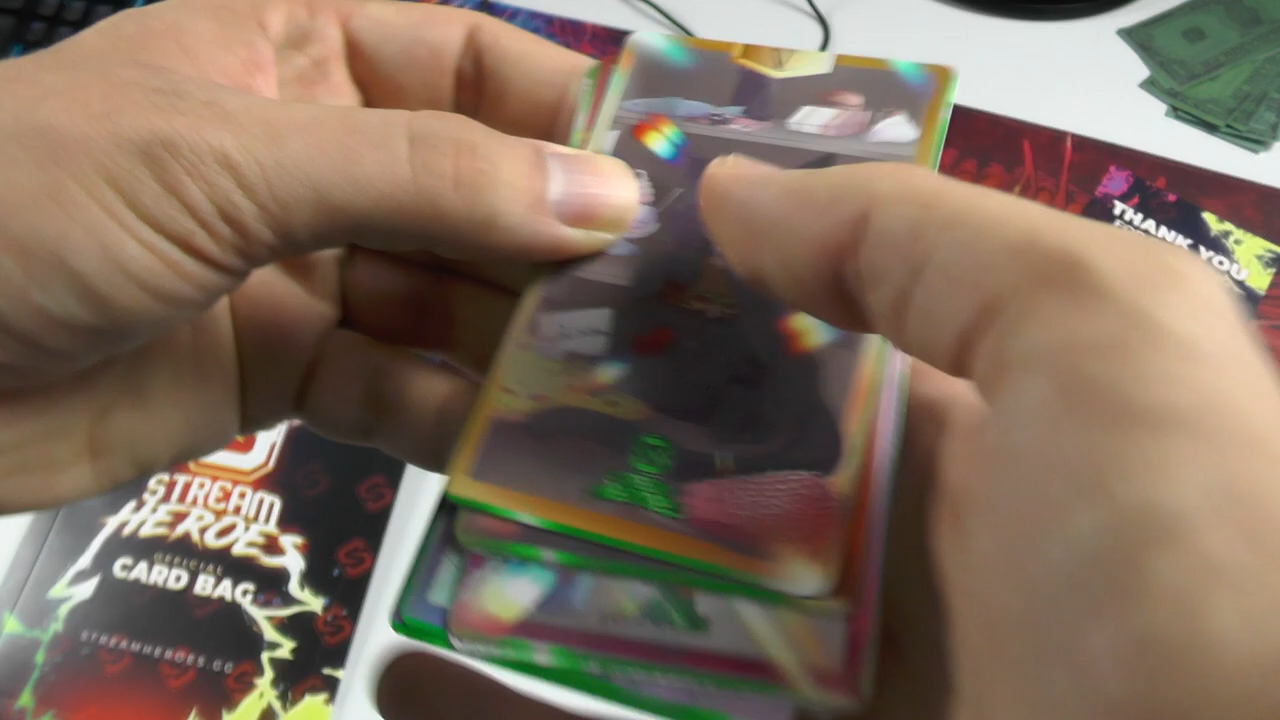 THANK YOU
STREAM
HEROES
OFFICIAL
CARD BAG
STREAMHEROES.GG